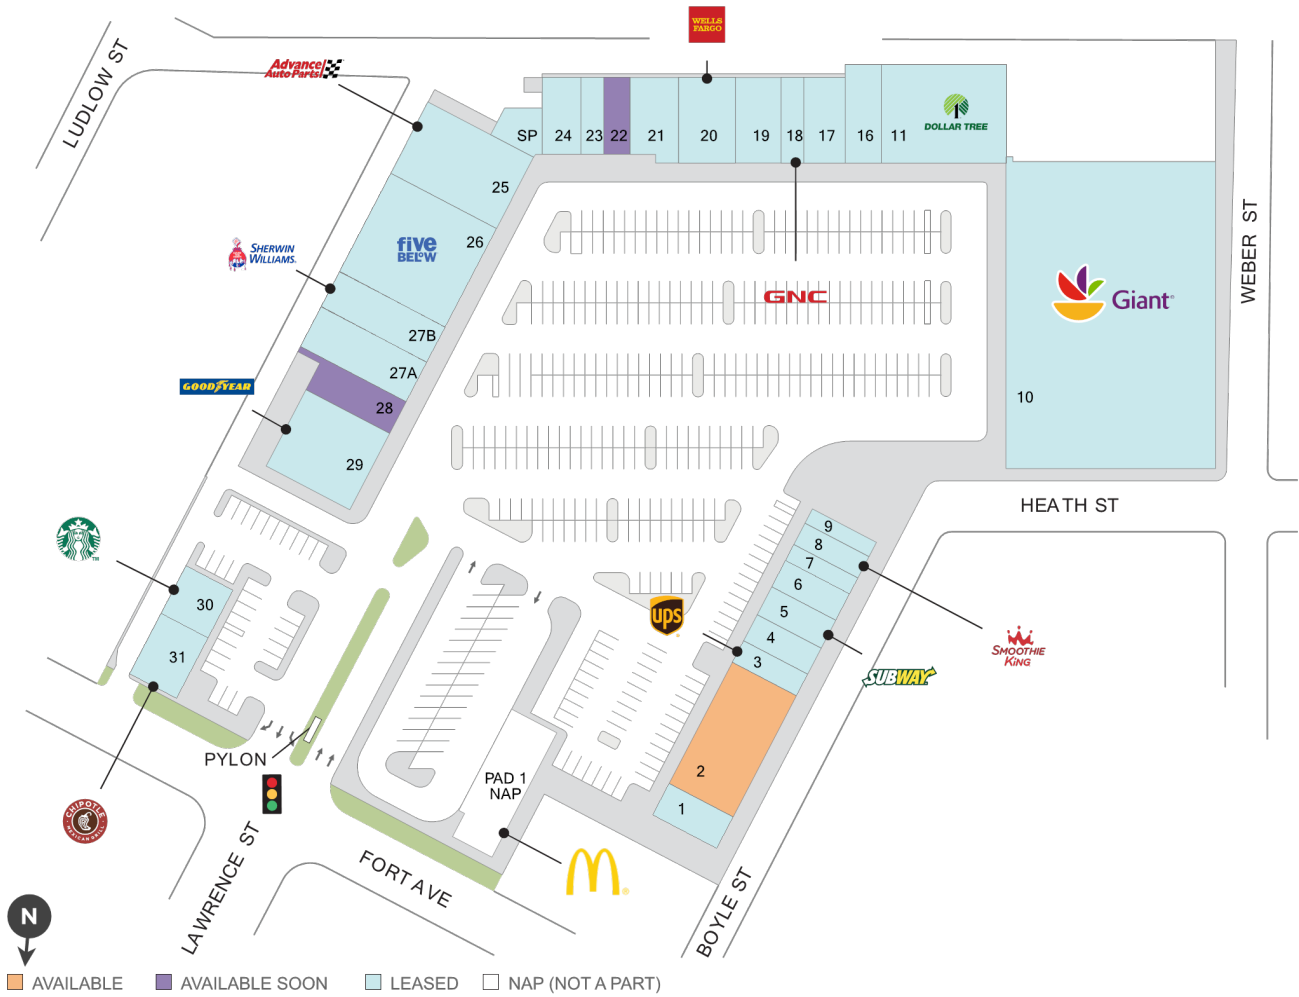 WELLS
FARGO
LUDLOW ST
Advance
Auto Parts
SP
24
23
22
21
20
19
18
17
16
11
DOLLAR TREE
25
five
BELOW
26
SHERWIN
WILLIAMS
27B
27A
GOODYEAR
28
29
GNC
Giant
10
WEBER ST
HEATH ST
9
8
7
6
5
4
3
2
1
ups
SMOOTHIE
KING
SUBWAY
30
31
PYLON
PAD 1
NAP
CHIPOTLE
MEXICAN GRILL
LAWRENCE ST
FORT AVE
BOYLE ST
N
AVAILABLE
AVAILABLE SOON
LEASED
NAP (NOT A PART)